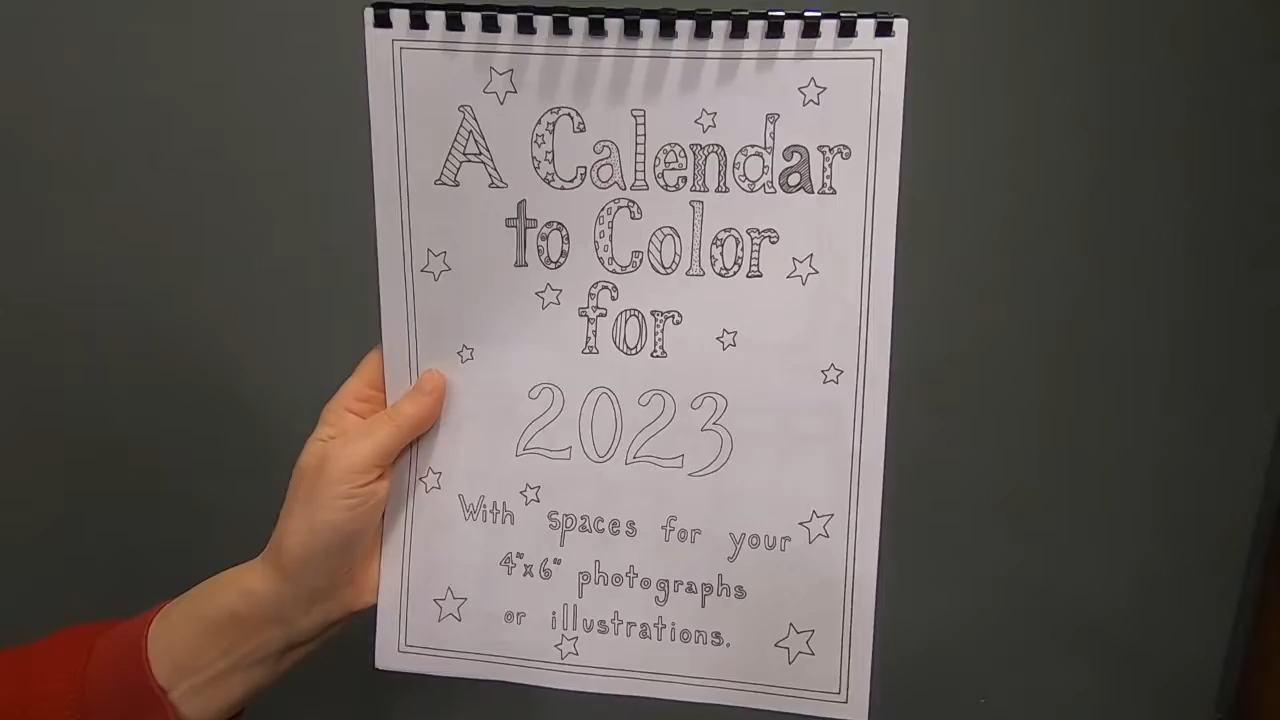 A Calendar
to Color
for
2023
With spaces for your
4"x6" photographs
or illustrations.